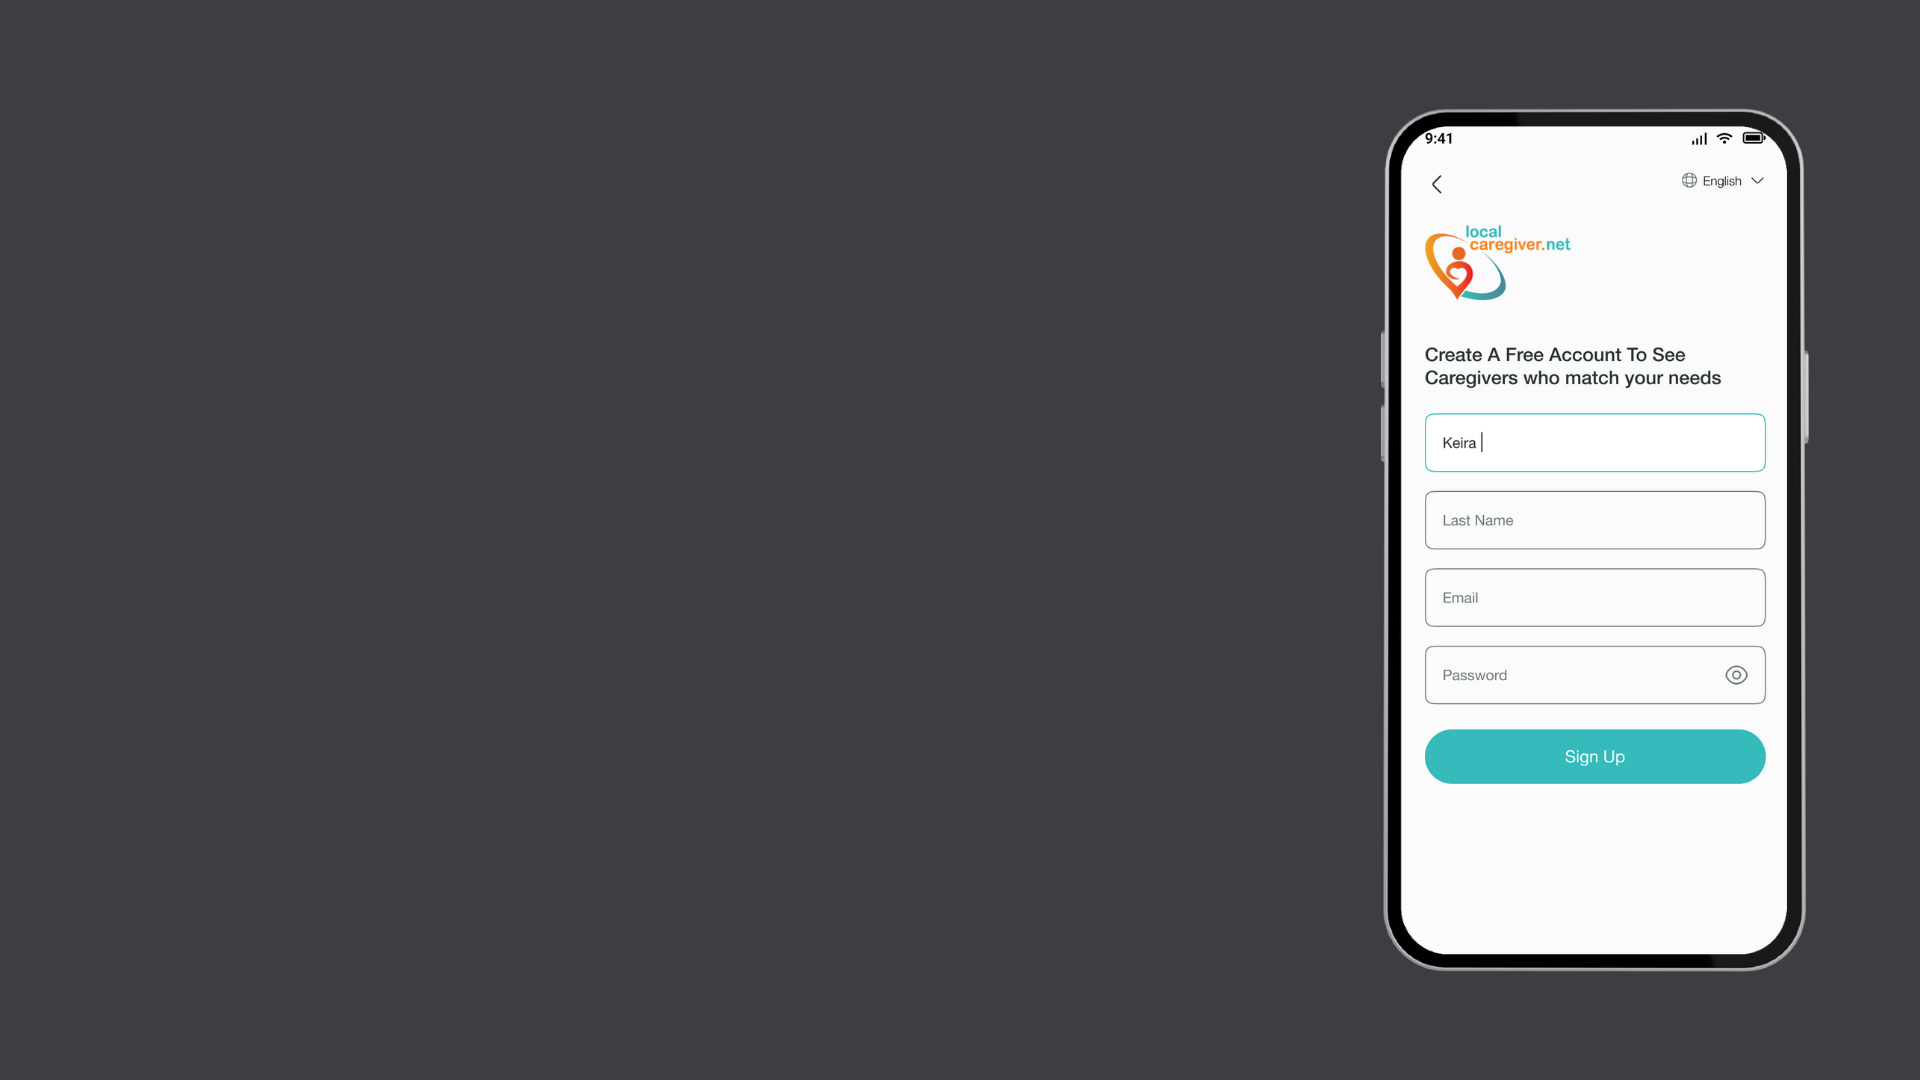 9:41
English
local
caregiver.net
Create A Free Account To See
Caregivers who match your needs
Keira
Last Name
Email
Password
Sign Up